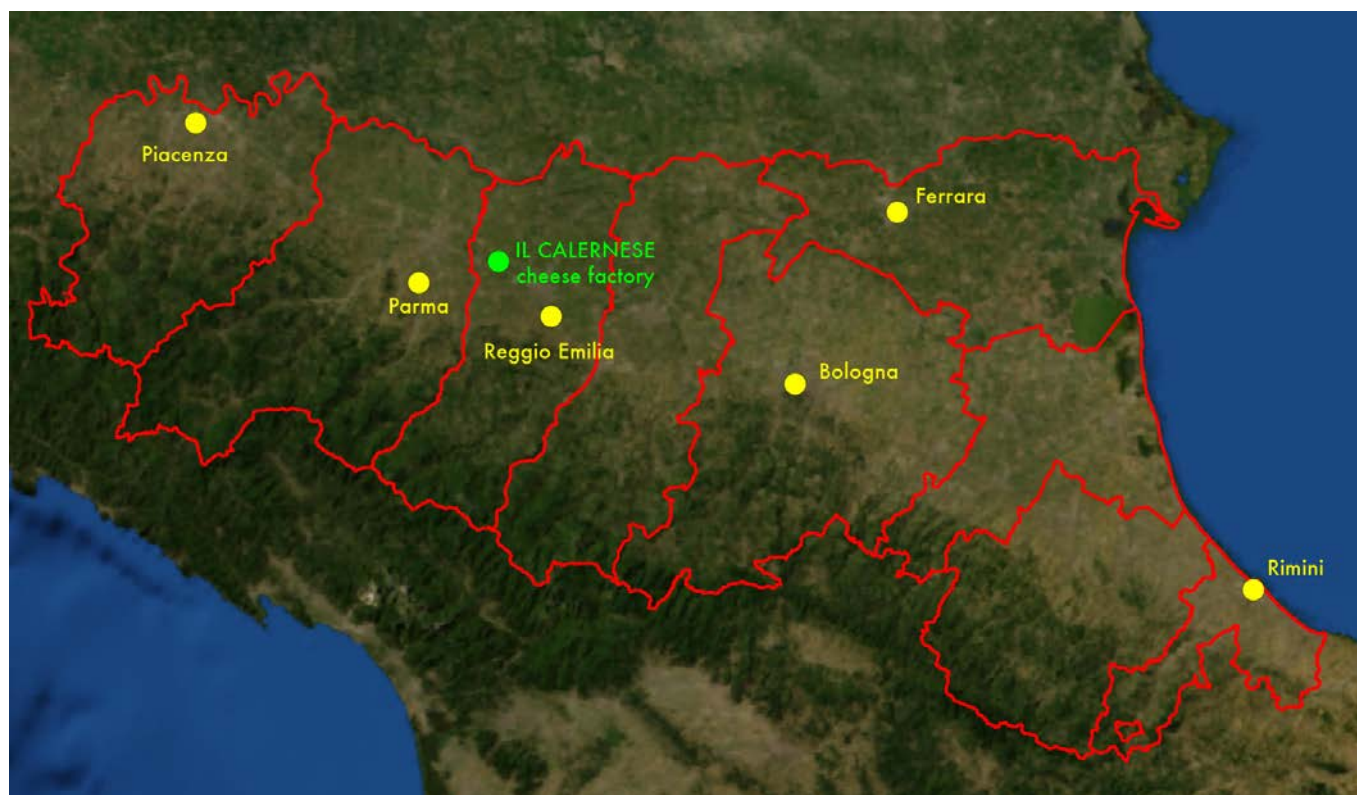 Piacenza
Ferrara
IL CALERNESE
cheese factory
Parma
Reggio Emilia
Bologna
Rimini